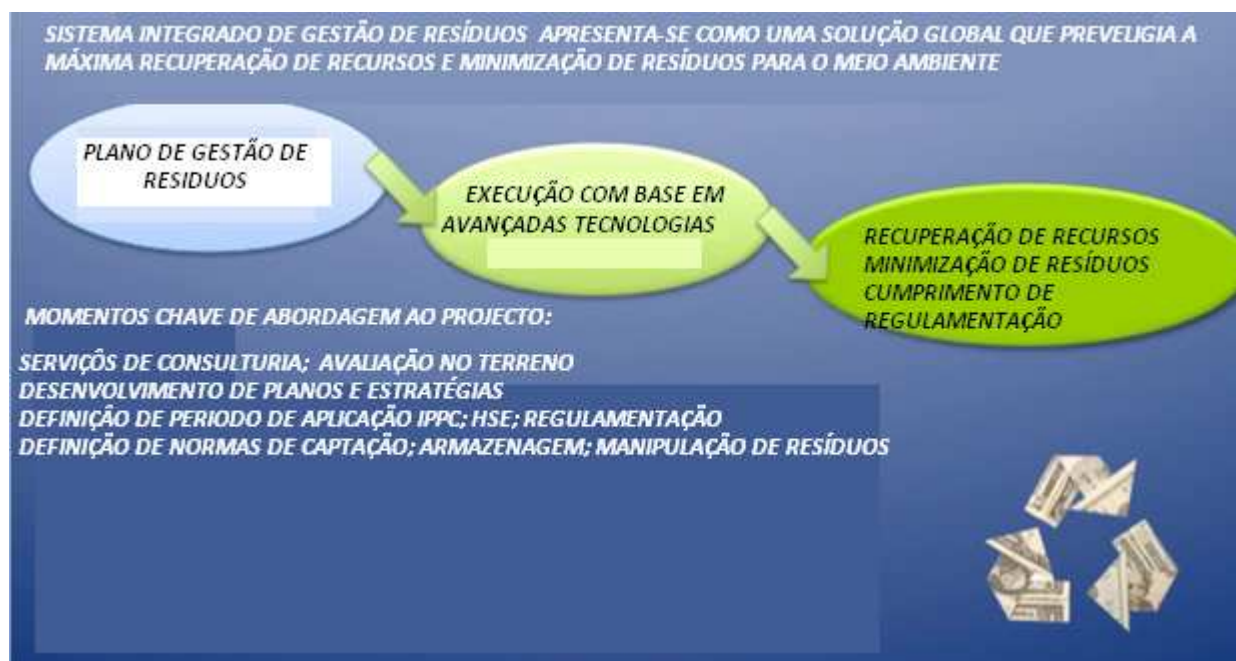 SISTEMA INTEGRADO DE GESTÃO DE RESÍDUOS APRESENTA-SE COMO UMA SOLUÇÃO GLOBAL QUE PREVELIGIA A
MÁXIMA RECUPERAÇÃO DE RECURSOS E MINIMIZAÇÃO DE RESÍDUOS PARA O MEIO AMBIENTE
PLANO DE GESTÃO DE
RESIDUOS
EXECUÇÃO COM BASE EM
AVANÇADAS TECNOLOGIAS
RECUPERAÇÃO DE RECURSOS
MINIMIZAÇÃO DE RESÍDUOS
CUMPRIMENTO DE
REGULAMENTAÇÃO
MOMENTOS CHAVE DE ABORDAGEM AO PROJECTO:
SERVIÇÔS DE CONSULTURIA; AVALIAÇÃO NO TERRENO
DESENVOLVIMENTO DE PLANOS E ESTRATÉGIAS
DEFINIÇÂO DE PERIODO DE APLICAÇÃO IPPC; HSE; REGULAMENTAÇÃO
DEFINIÇÃO DE NORMAS DE CAPTAÇÃO; ARMAZENAGEM; MANIPULAÇÃO DE RESÍDUOS